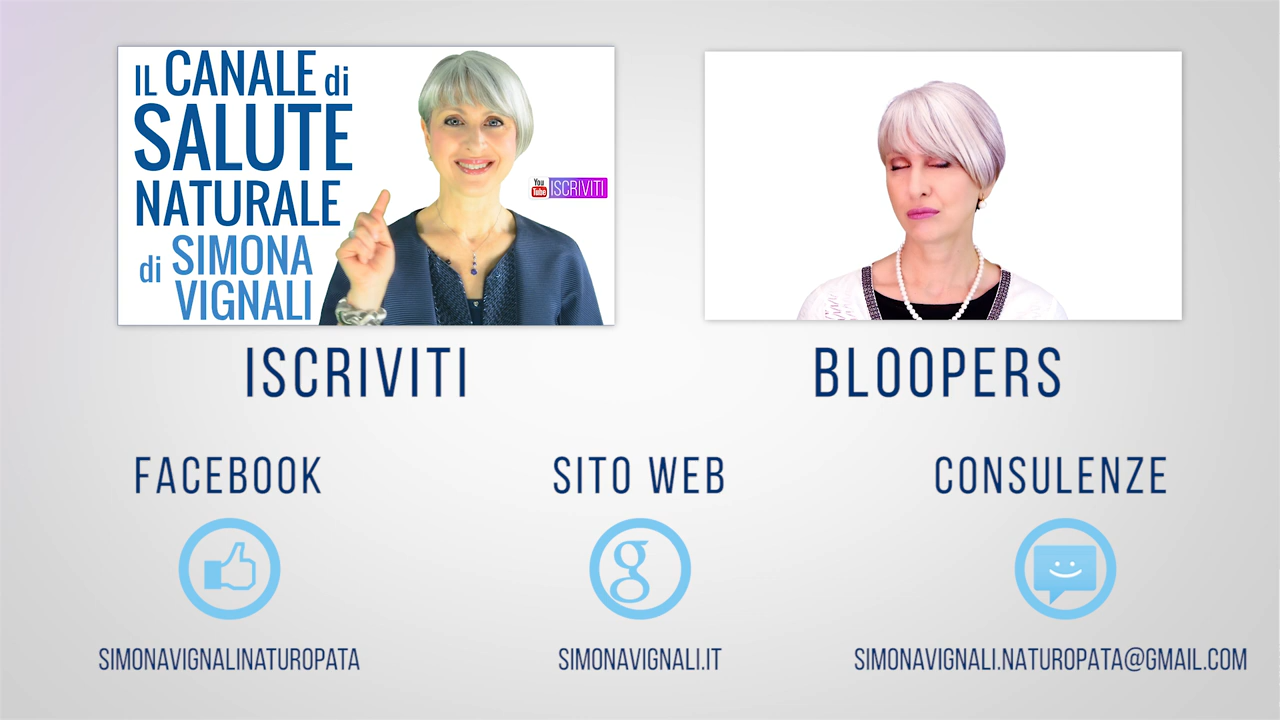 IL CANALE di
SALUTE
NATURALE
di SIMONA
VIGNALI
You
Tube ISCRIVITI
ISCRIVITI
BLOOPERS
FACEBOOK
SITO WEB
CONSULENZE
g
SIMONAVIGNALINATUROPATA
SIMONAVIGNALI.IT
SIMONAVIGNALI.NATUROPATA@GMAIL.COM